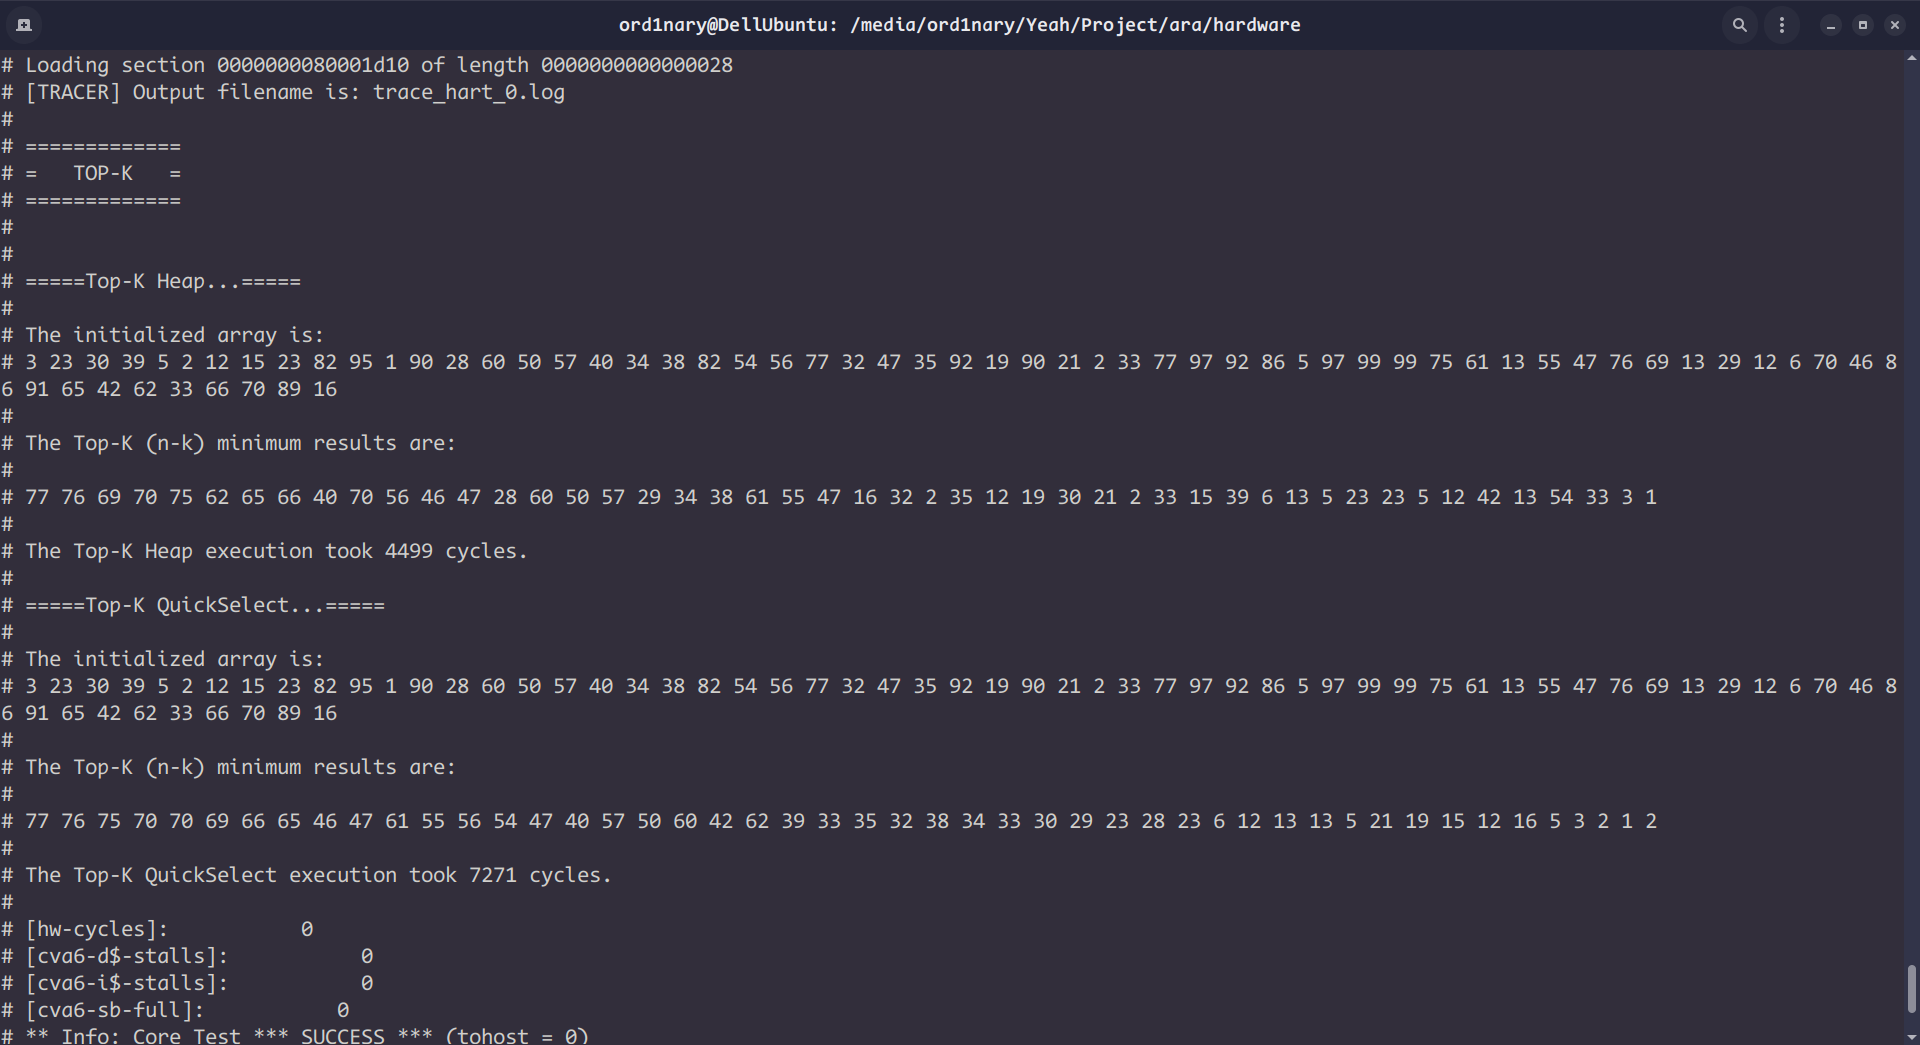 ord1nary@DellUbuntu: /media/ord1nary/Yeah/Project/ara/hardware
# Loading section 0000000080001d10 of length 0000000000000028
# [TRACER] Output filename is: trace_hart_0.log
#
# =============
# =   TOP-K   =
# =============
#
#
# =====Top-K Heap...=====
#
# The initialized array is:
# 3 23 30 39 5 2 12 15 23 82 95 1 90 28 60 50 57 40 34 38 82 54 56 77 32 47 35 92 19 90 21 2 33 77 97 92 86 5 97 99 99 75 61 13 55 47 76 69 13 29 12 6 70 46 8
6 91 65 42 62 33 66 70 89 16
#
# The Top-K (n-k) minimum results are:
#
# 77 76 69 70 75 62 65 66 40 70 56 46 47 28 60 50 57 29 34 38 61 55 47 16 32 2 35 12 19 30 21 2 33 15 39 6 13 5 23 23 5 12 42 13 54 33 3 1
#
# The Top-K Heap execution took 4499 cycles.
#
# =====Top-K QuickSelect...=====
#
# The initialized array is:
# 3 23 30 39 5 2 12 15 23 82 95 1 90 28 60 50 57 40 34 38 82 54 56 77 32 47 35 92 19 90 21 2 33 77 97 92 86 5 97 99 99 75 61 13 55 47 76 69 13 29 12 6 70 46 8
6 91 65 42 62 33 66 70 89 16
#
# The Top-K (n-k) minimum results are:
#
# 77 76 75 70 70 69 66 65 46 47 61 55 56 54 47 40 57 50 60 42 62 39 33 35 32 38 34 33 30 29 23 28 23 6 12 13 13 5 21 19 15 12 16 5 3 2 1 2
#
# The Top-K QuickSelect execution took 7271 cycles.
#
# [hw-cycles]:           0
# [cva6-d$-stalls]:           0
# [cva6-i$-stalls]:           0
# [cva6-sb-full]:           0
# ** Info: Core Test *** SUCCESS *** (tohost = 0)